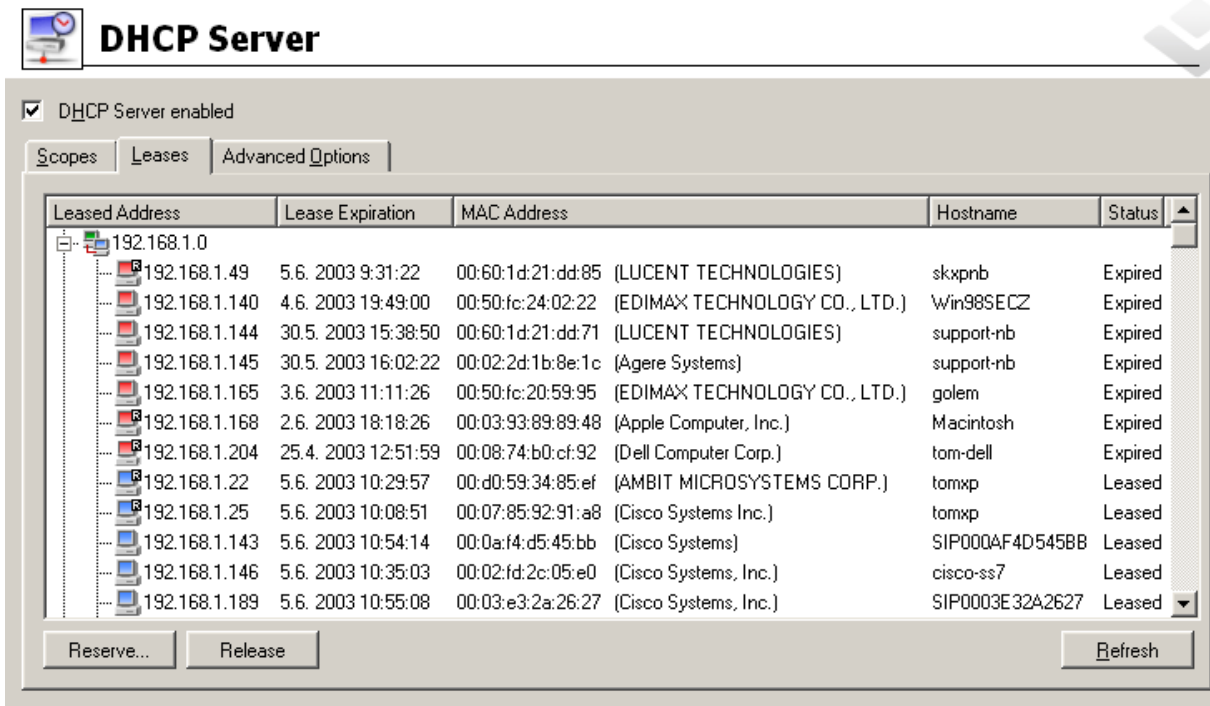 DHCP Server
DHCP Server enabled
Scopes Leases Advanced Options
Leased Address Lease Expiration MAC Address Hostname Status
192.168.1.0
R 192.168.1.49 5.6. 2003 9:31:22 00:60:1d:21:dd:85 (LUCENT TECHNOLOGIES) skxpnb Expired
192.168.1.140 4.6. 2003 19:49:00 00:50:fc:24:02:22 (EDIMAX TECHNOLOGY CO., LTD.) Win98SECZ Expired
192.168.1.144 30.5. 2003 15:38:50 00:60:1d:21:dd:71 (LUCENT TECHNOLOGIES) support-nb Expired
192.168.1.145 30.5. 2003 16:02:22 00:02:2d:1b:8e:1c (Agere Systems) support-nb Expired
192.168.1.165 3.6. 2003 11:11:26 00:50:fc:20:59:95 (EDIMAX TECHNOLOGY CO., LTD.) golem Expired
R 192.168.1.168 2.6. 2003 18:18:26 00:03:93:89:89:48 (Apple Computer, Inc.) Macintosh Expired
R 192.168.1.204 25.4. 2003 12:51:59 00:08:74:b0:cf:92 (Dell Computer Corp.) tom-dell Expired
R 192.168.1.22 5.6. 2003 10:29:57 00:d0:59:34:85:ef (AMBIT MICROSYSTEMS CORP.) tomxp Leased
R 192.168.1.25 5.6. 2003 10:08:51 00:07:85:92:91:a8 (Cisco Systems Inc.) tomxp Leased
192.168.1.143 5.6. 2003 10:54:14 00:0a:f4:d5:45:bb (Cisco Systems) SIP000AF4D545BB Leased
192.168.1.146 5.6. 2003 10:35:03 00:02:fd:2c:05:e0 (Cisco Systems, Inc.) cisco-ss7 Leased
192.168.1.189 5.6. 2003 10:55:08 00:03:e3:2a:26:27 (Cisco Systems, Inc.) SIP0003E32A2627 Leased
Reserve... Release Refresh